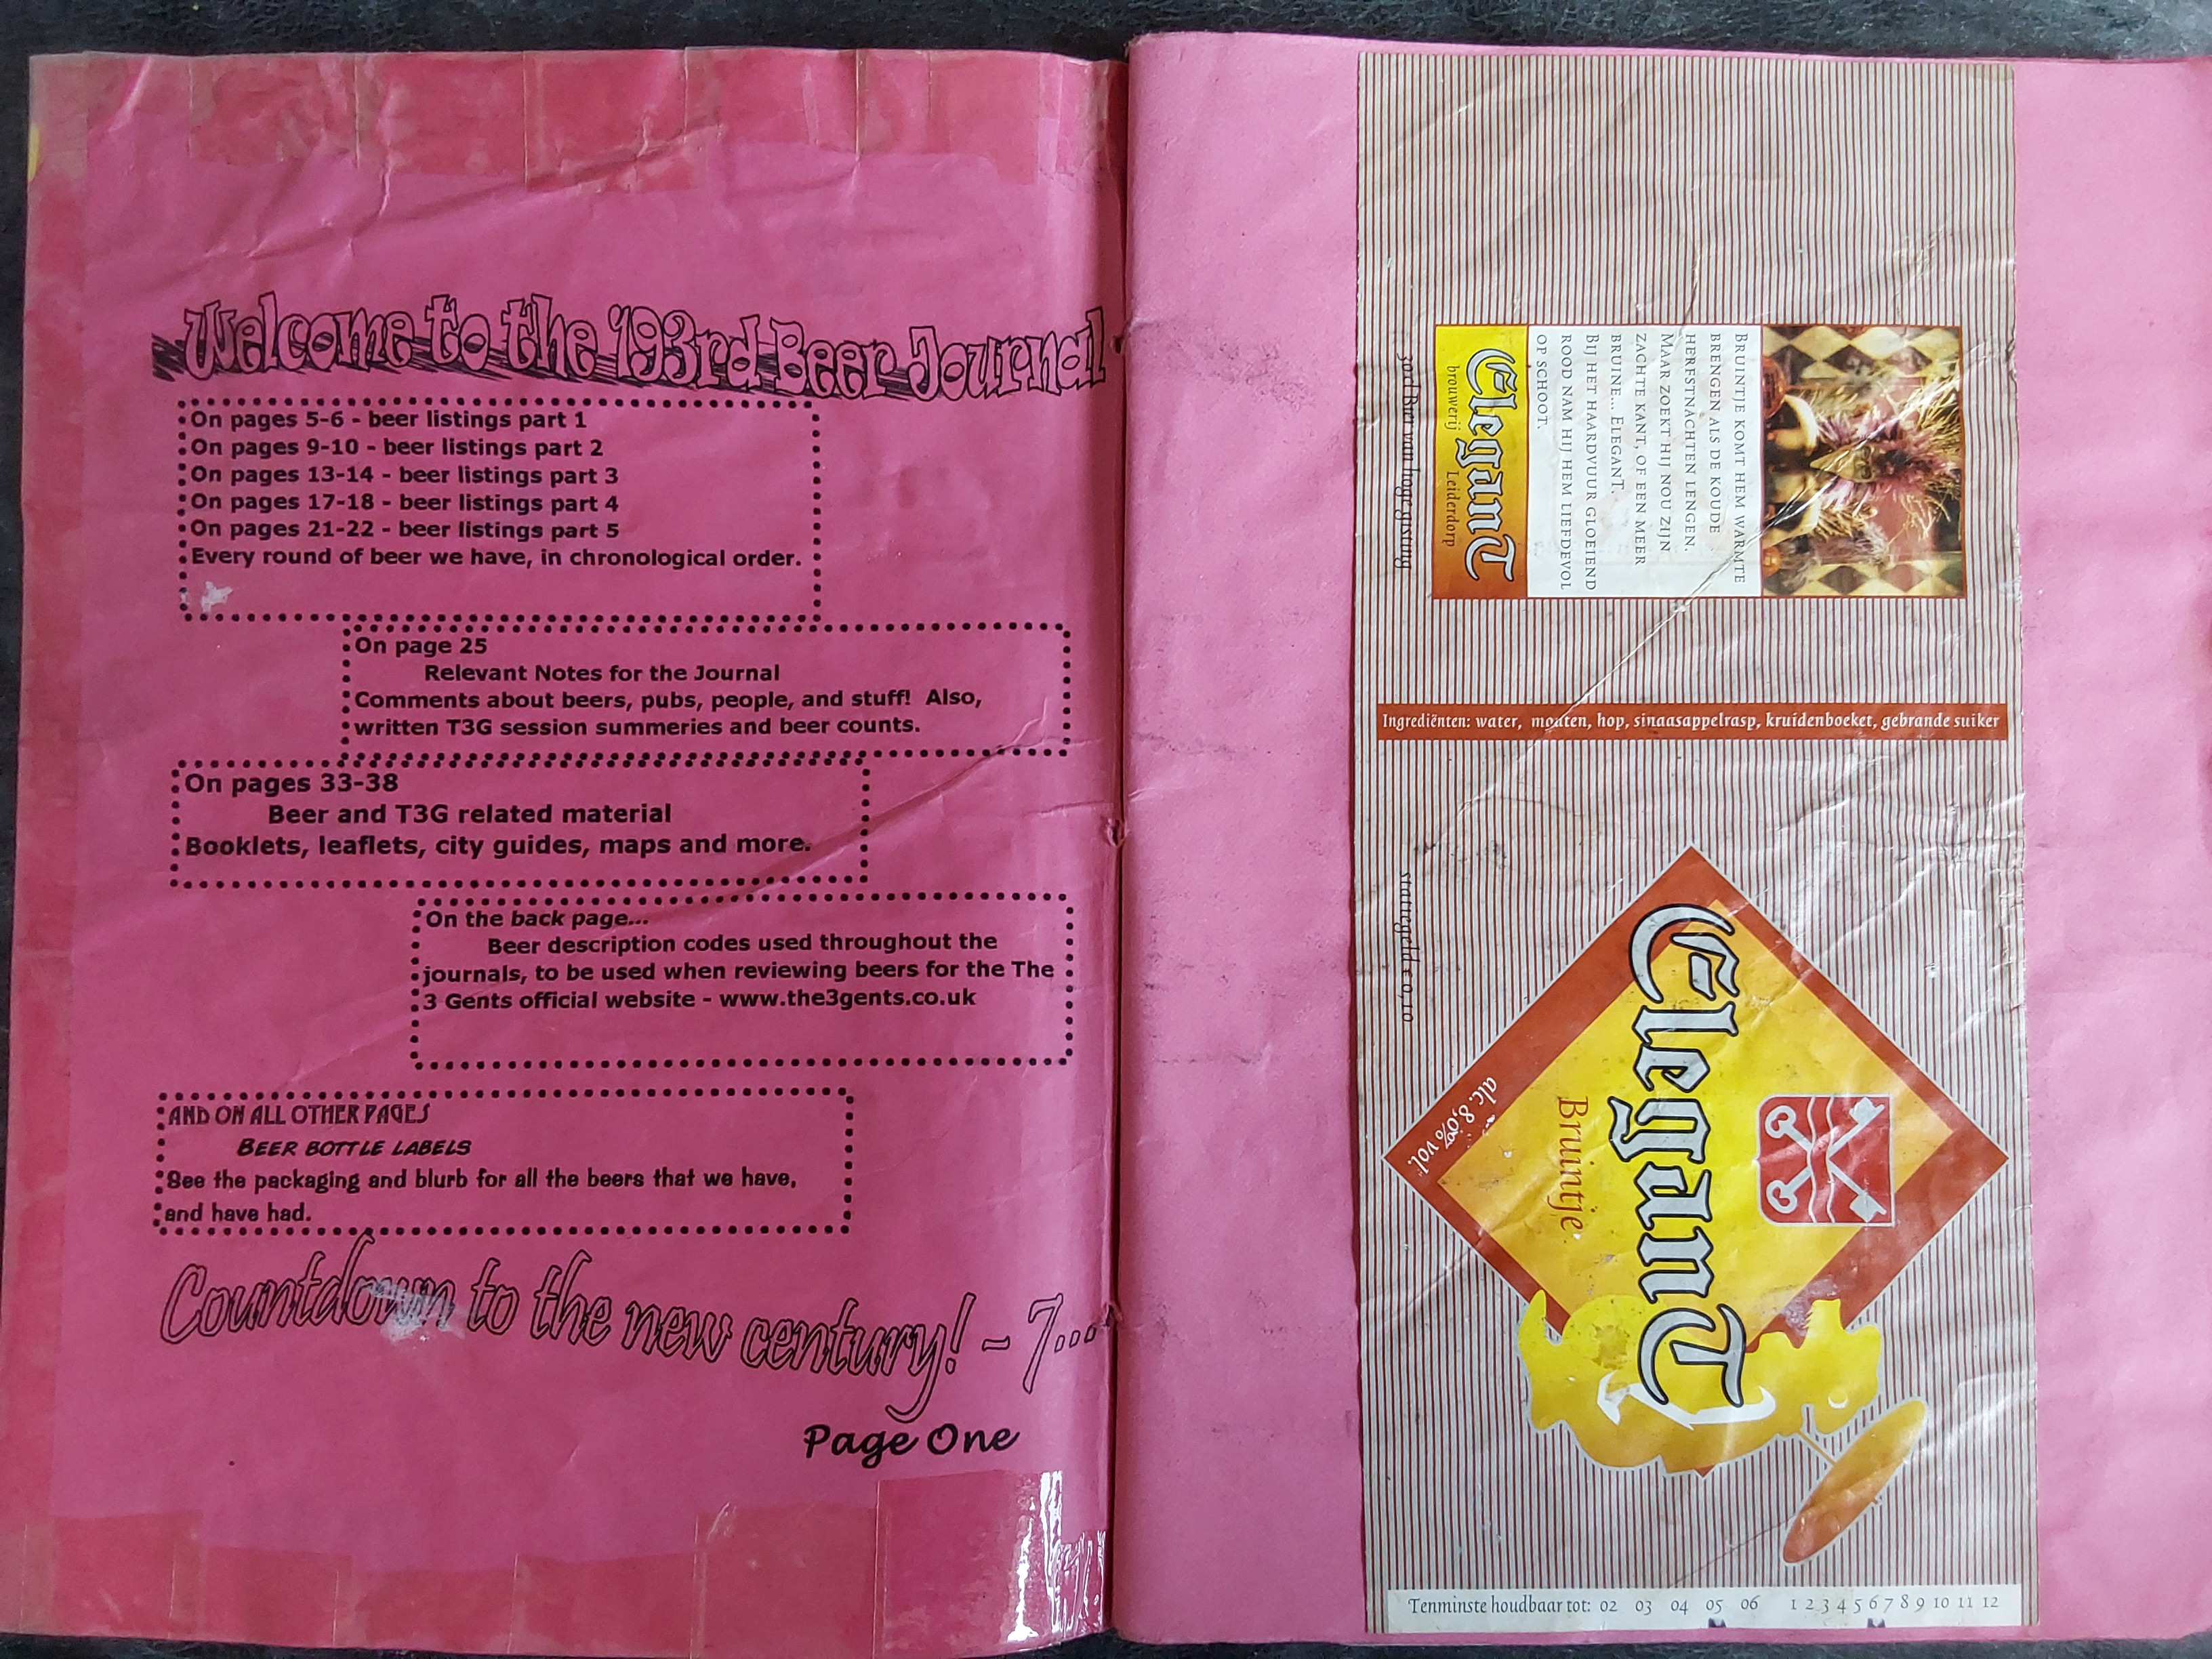 Welcome to the 193rd Beer Journal
On pages 5-6 - beer listings part 1
On pages 9-10 - beer listings part 2
On pages 13-14 - beer listings part 3
On pages 17-18 - beer listings part 4
On pages 21-22 - beer listings part 5
Every round of beer we have, in chronological order.
On page 25
Relevant Notes for the Journal
Comments about beers, pubs, people, and stuff! Also,
written T3G session summeries and beer counts.
On pages 33-38
Beer and T3G related material
Booklets, leaflets, city guides, maps and more.
On the back page...
Beer description codes used throughout the
journals, to be used when reviewing beers for the The
3 Gents official website - www.the3gents.co.uk
AND ON ALL OTHER PAGES
BEER BOTTLE LABELS
See the packaging and blurb for all the beers that we have,
and have had.
Countdown to the new century! - 7...
Page One
BRUINTJE KOMT HEM WARMTE
BRENGEN ALS DE KOUDE
HERFSTNACHTEN LENGEN.
MAAR ZOEKT HIJ NOU ZIJN
ZACHTE KANT, OF EEN MEER
BRUINE... ELEGANT.
BIJ HET HAARDVUUR GLOEIEND
ROOD NAM HIJ HEM LIEFDEVOL
OP SCHOOT.
EleganT
brouwerij Leiderdorp
30cl Bier van hoge gisting
Ingrediënten: water, mouten, hop, sinaasappelrasp, kruidenboeket, gebrande suiker
EleganT
Bruintje
alc. 8,0% vol.
statiegeld € 0,10
Tenminste houdbaar tot: 02 03 04 05 06 1 2 3 4 5 6 7 8 9 10 11 12